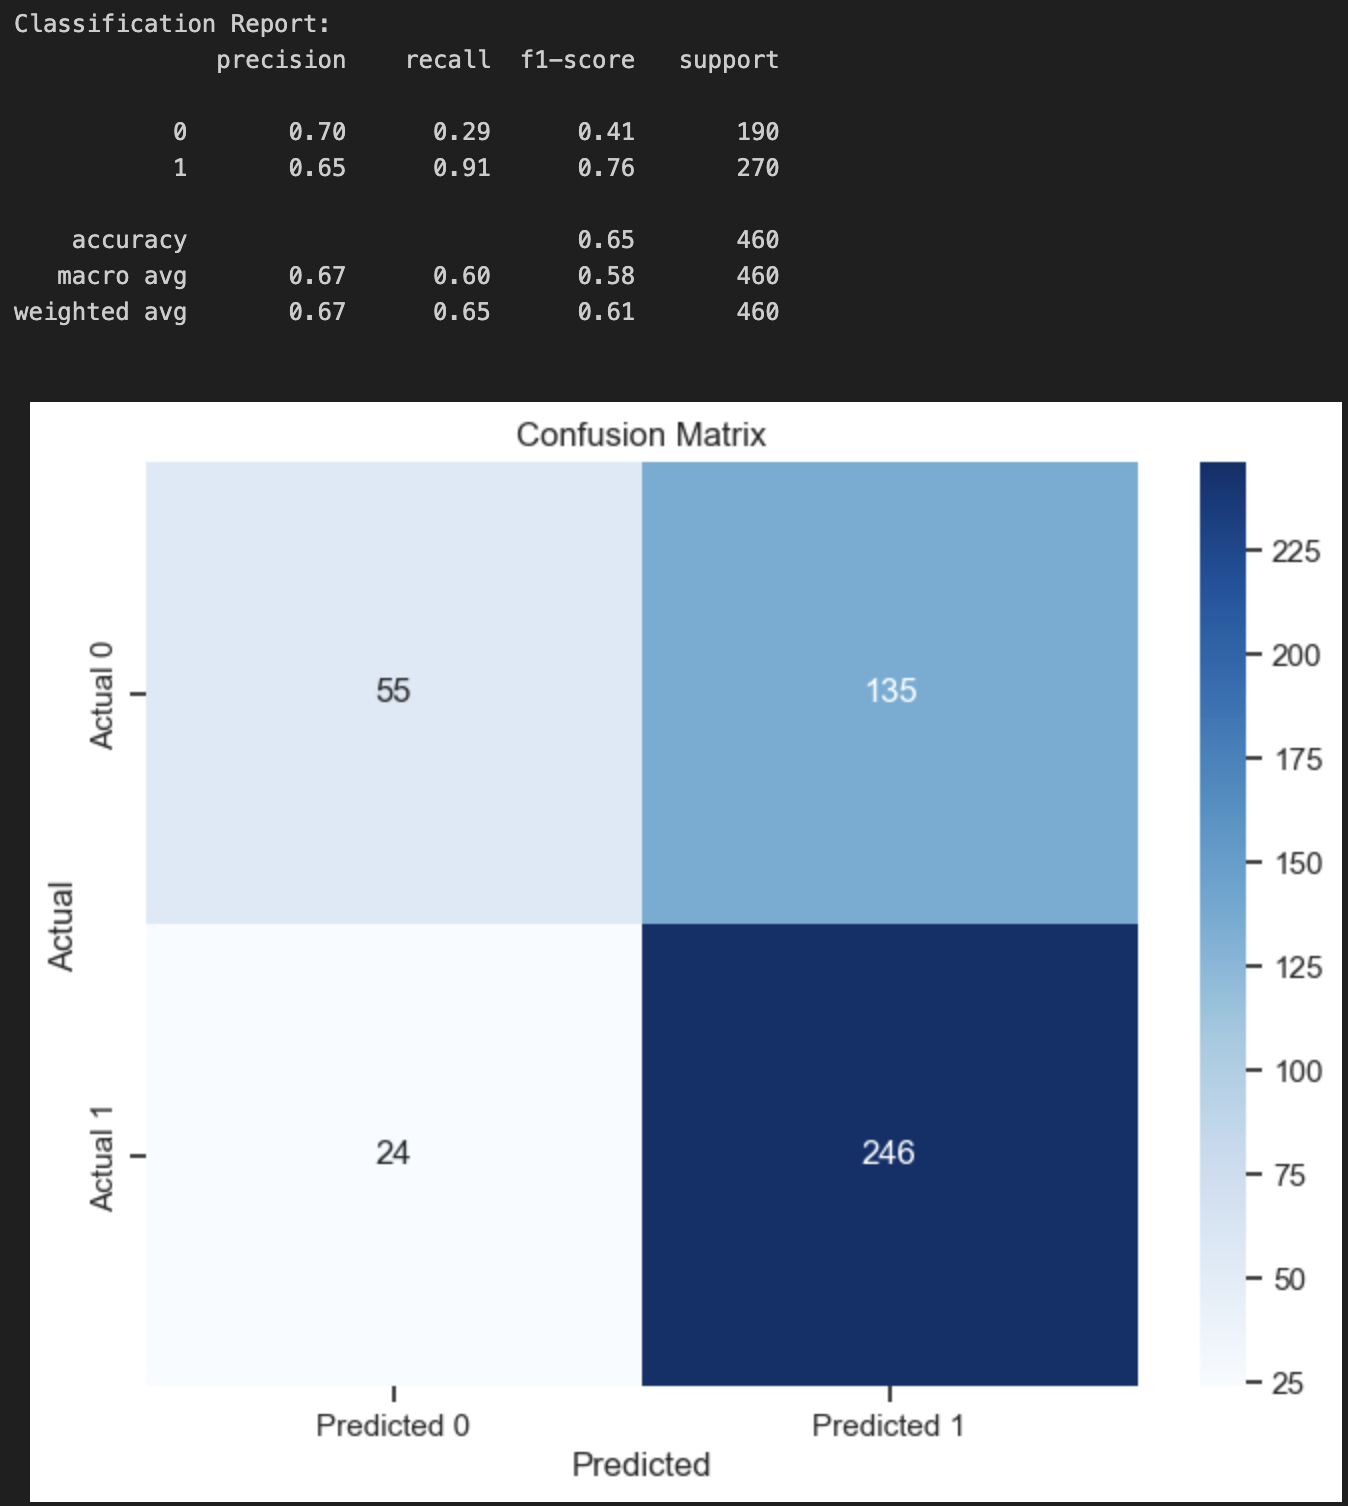 Classification Report:
precision recall f1-score support
0 0.70 0.29 0.41 190
1 0.65 0.91 0.76 270
accuracy 0.65 460
macro avg 0.67 0.60 0.58 460
weighted avg 0.67 0.65 0.61 460
Confusion Matrix
Actual
Actual 0
55 135
Actual 1
24 246
Predicted 0 Predicted 1
Predicted
225
200
175
150
125
100
75
50
25